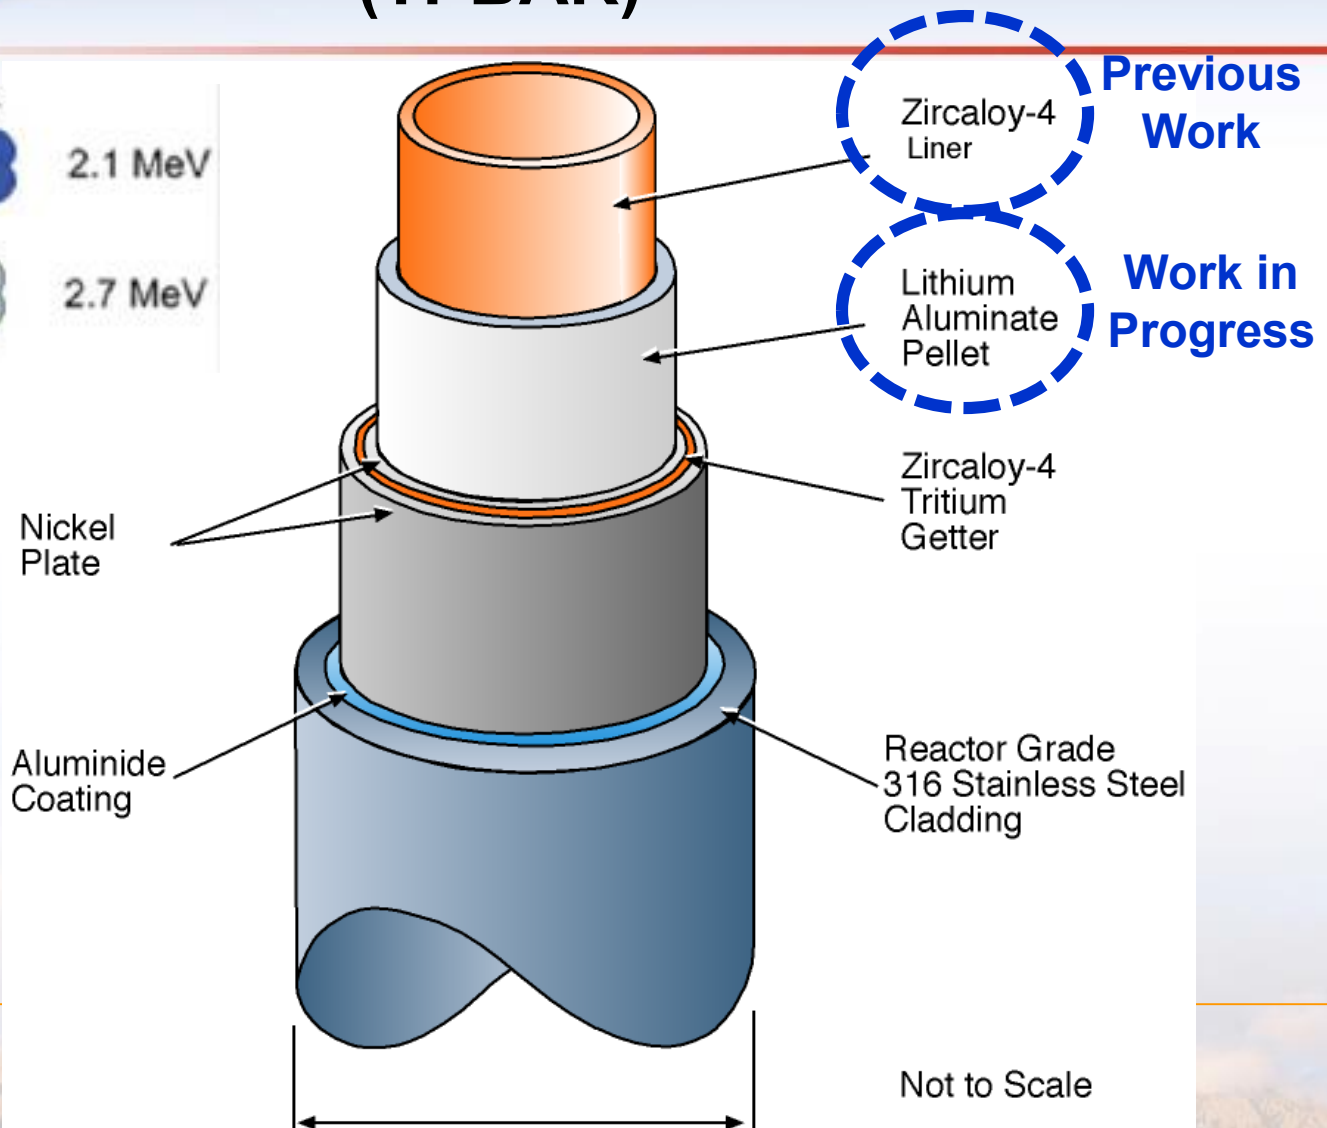 2.1 MeV
2.7 MeV
Zircaloy-4
Liner
Previous
Work
Lithium
Aluminate
Pellet
Work in
Progress
Zircaloy-4
Tritium
Getter
Nickel
Plate
Aluminide
Coating
Reactor Grade
316 Stainless Steel
Cladding
Not to Scale